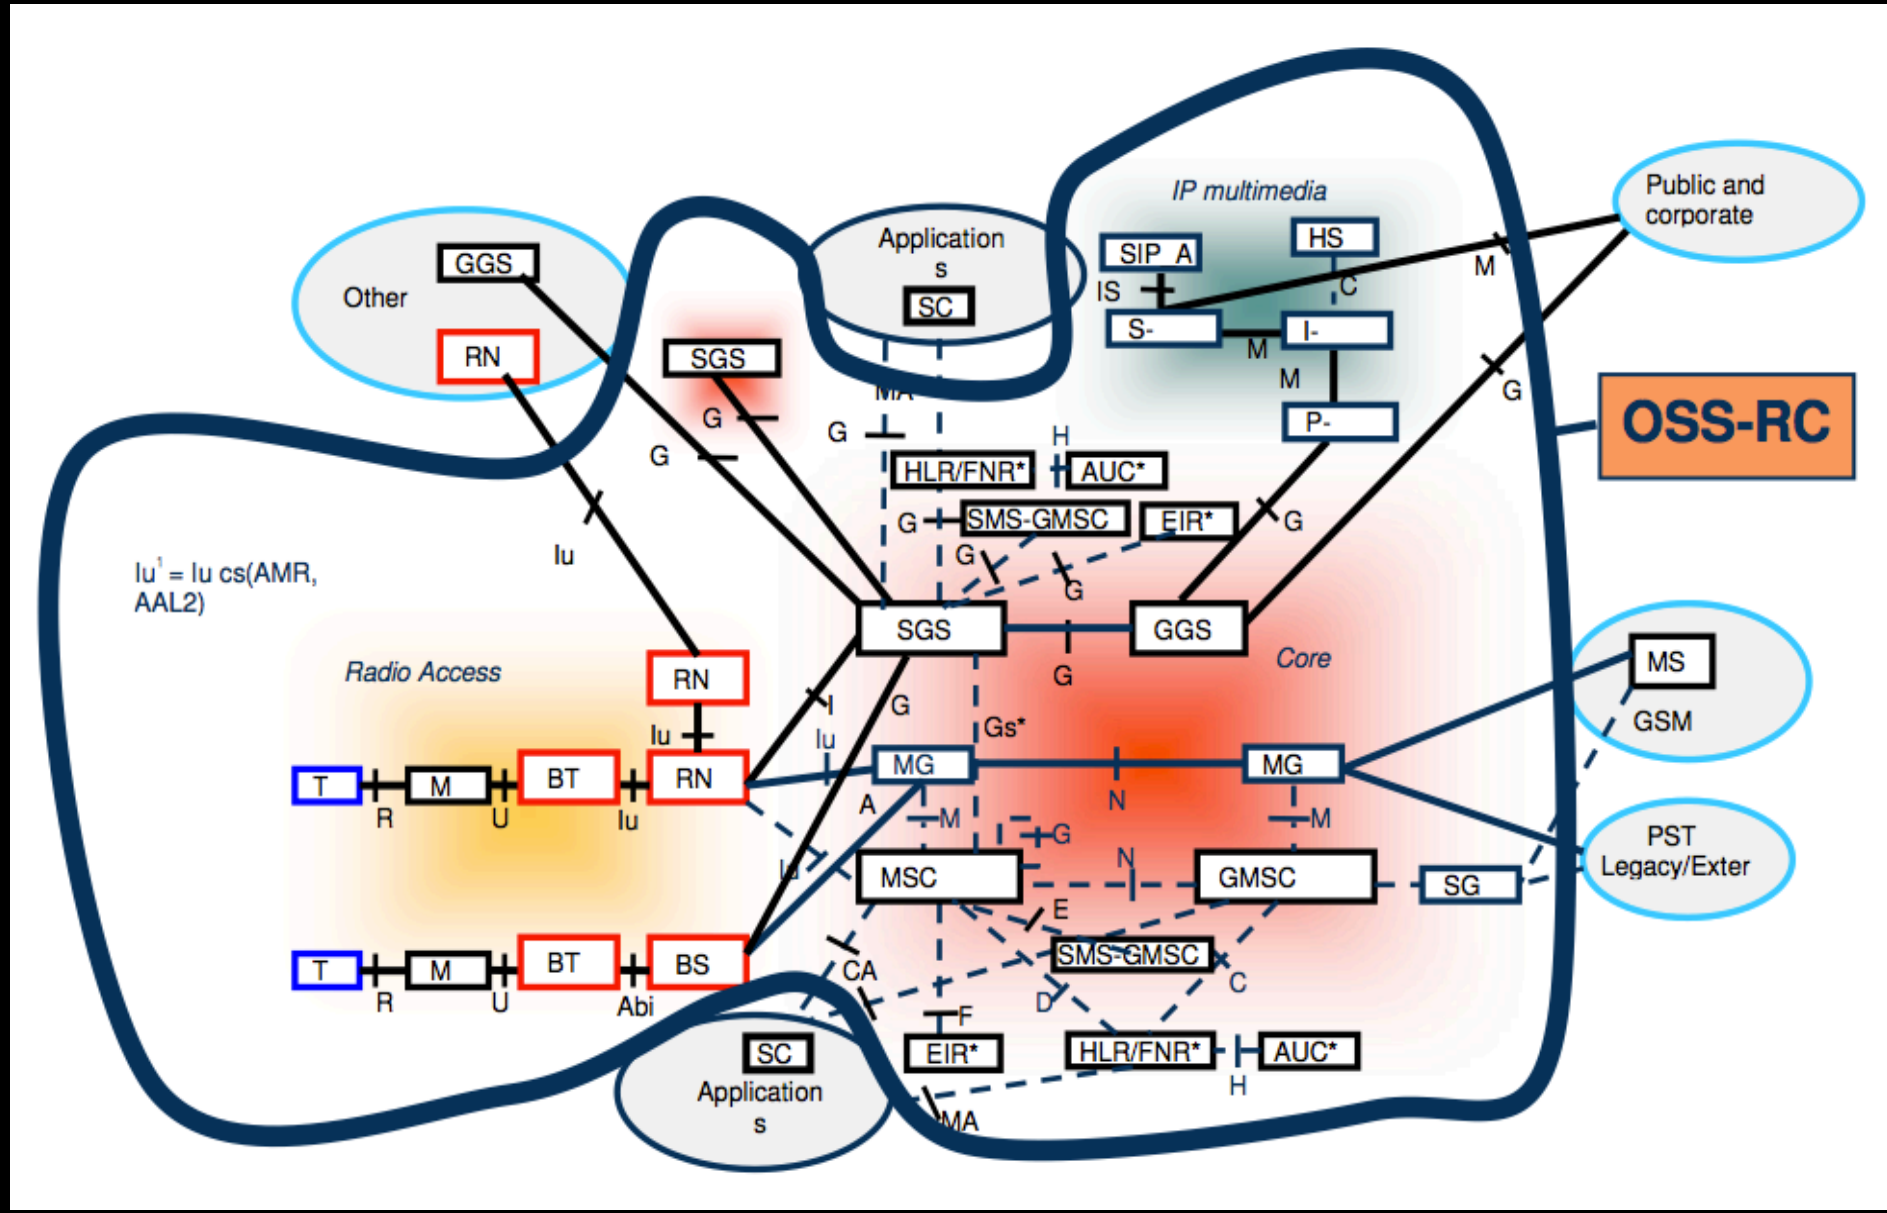 IP multimedia
Public and
corporate
Application
s
SC
SIP A
HS
GGS
Other
M
C
IS
S-
I-
M
RN
SGS
M
G
MA
P-
OSS-RC
G
G
H
G
HLR/FNR*
AUC*
G
SMS-GMSC
EIR*
G
G
G
Iu
Iu¹ = Iu cs(AMR,
AAL2)
SGS
GGS
Core
MS
G
GSM
Radio Access
RN
I
G
Gs*
Iu
Iu
MG
MG
T
M
BT
RN
R
U
Iu
A
M
N
M
G
PST
Legacy/Exter
Iu
MSC
N
GMSC
SG
E
SMS-GMSC
T
M
BT
BS
R
U
Abi
CA
D
C
F
SC
EIR*
HLR/FNR*
AUC*
H
Application
s
MA